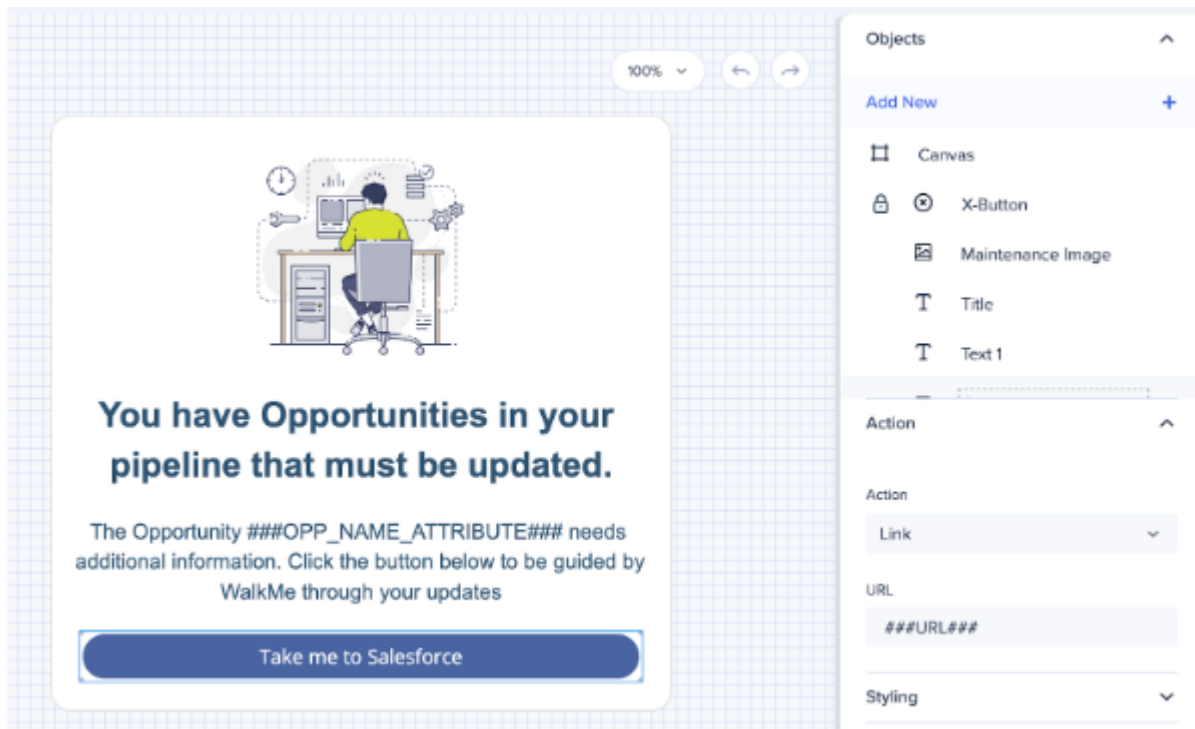 100%
You have Opportunities in your
pipeline that must be updated.
The Opportunity ###OPP_NAME_ATTRIBUTE### needs
additional information. Click the button below to be guided by
WalkMe through your updates
Take me to Salesforce
Objects
Add New
Canvas
X-Button
Maintenance Image
Title
Text 1
Action
Action
Link
URL
###URL###
Styling